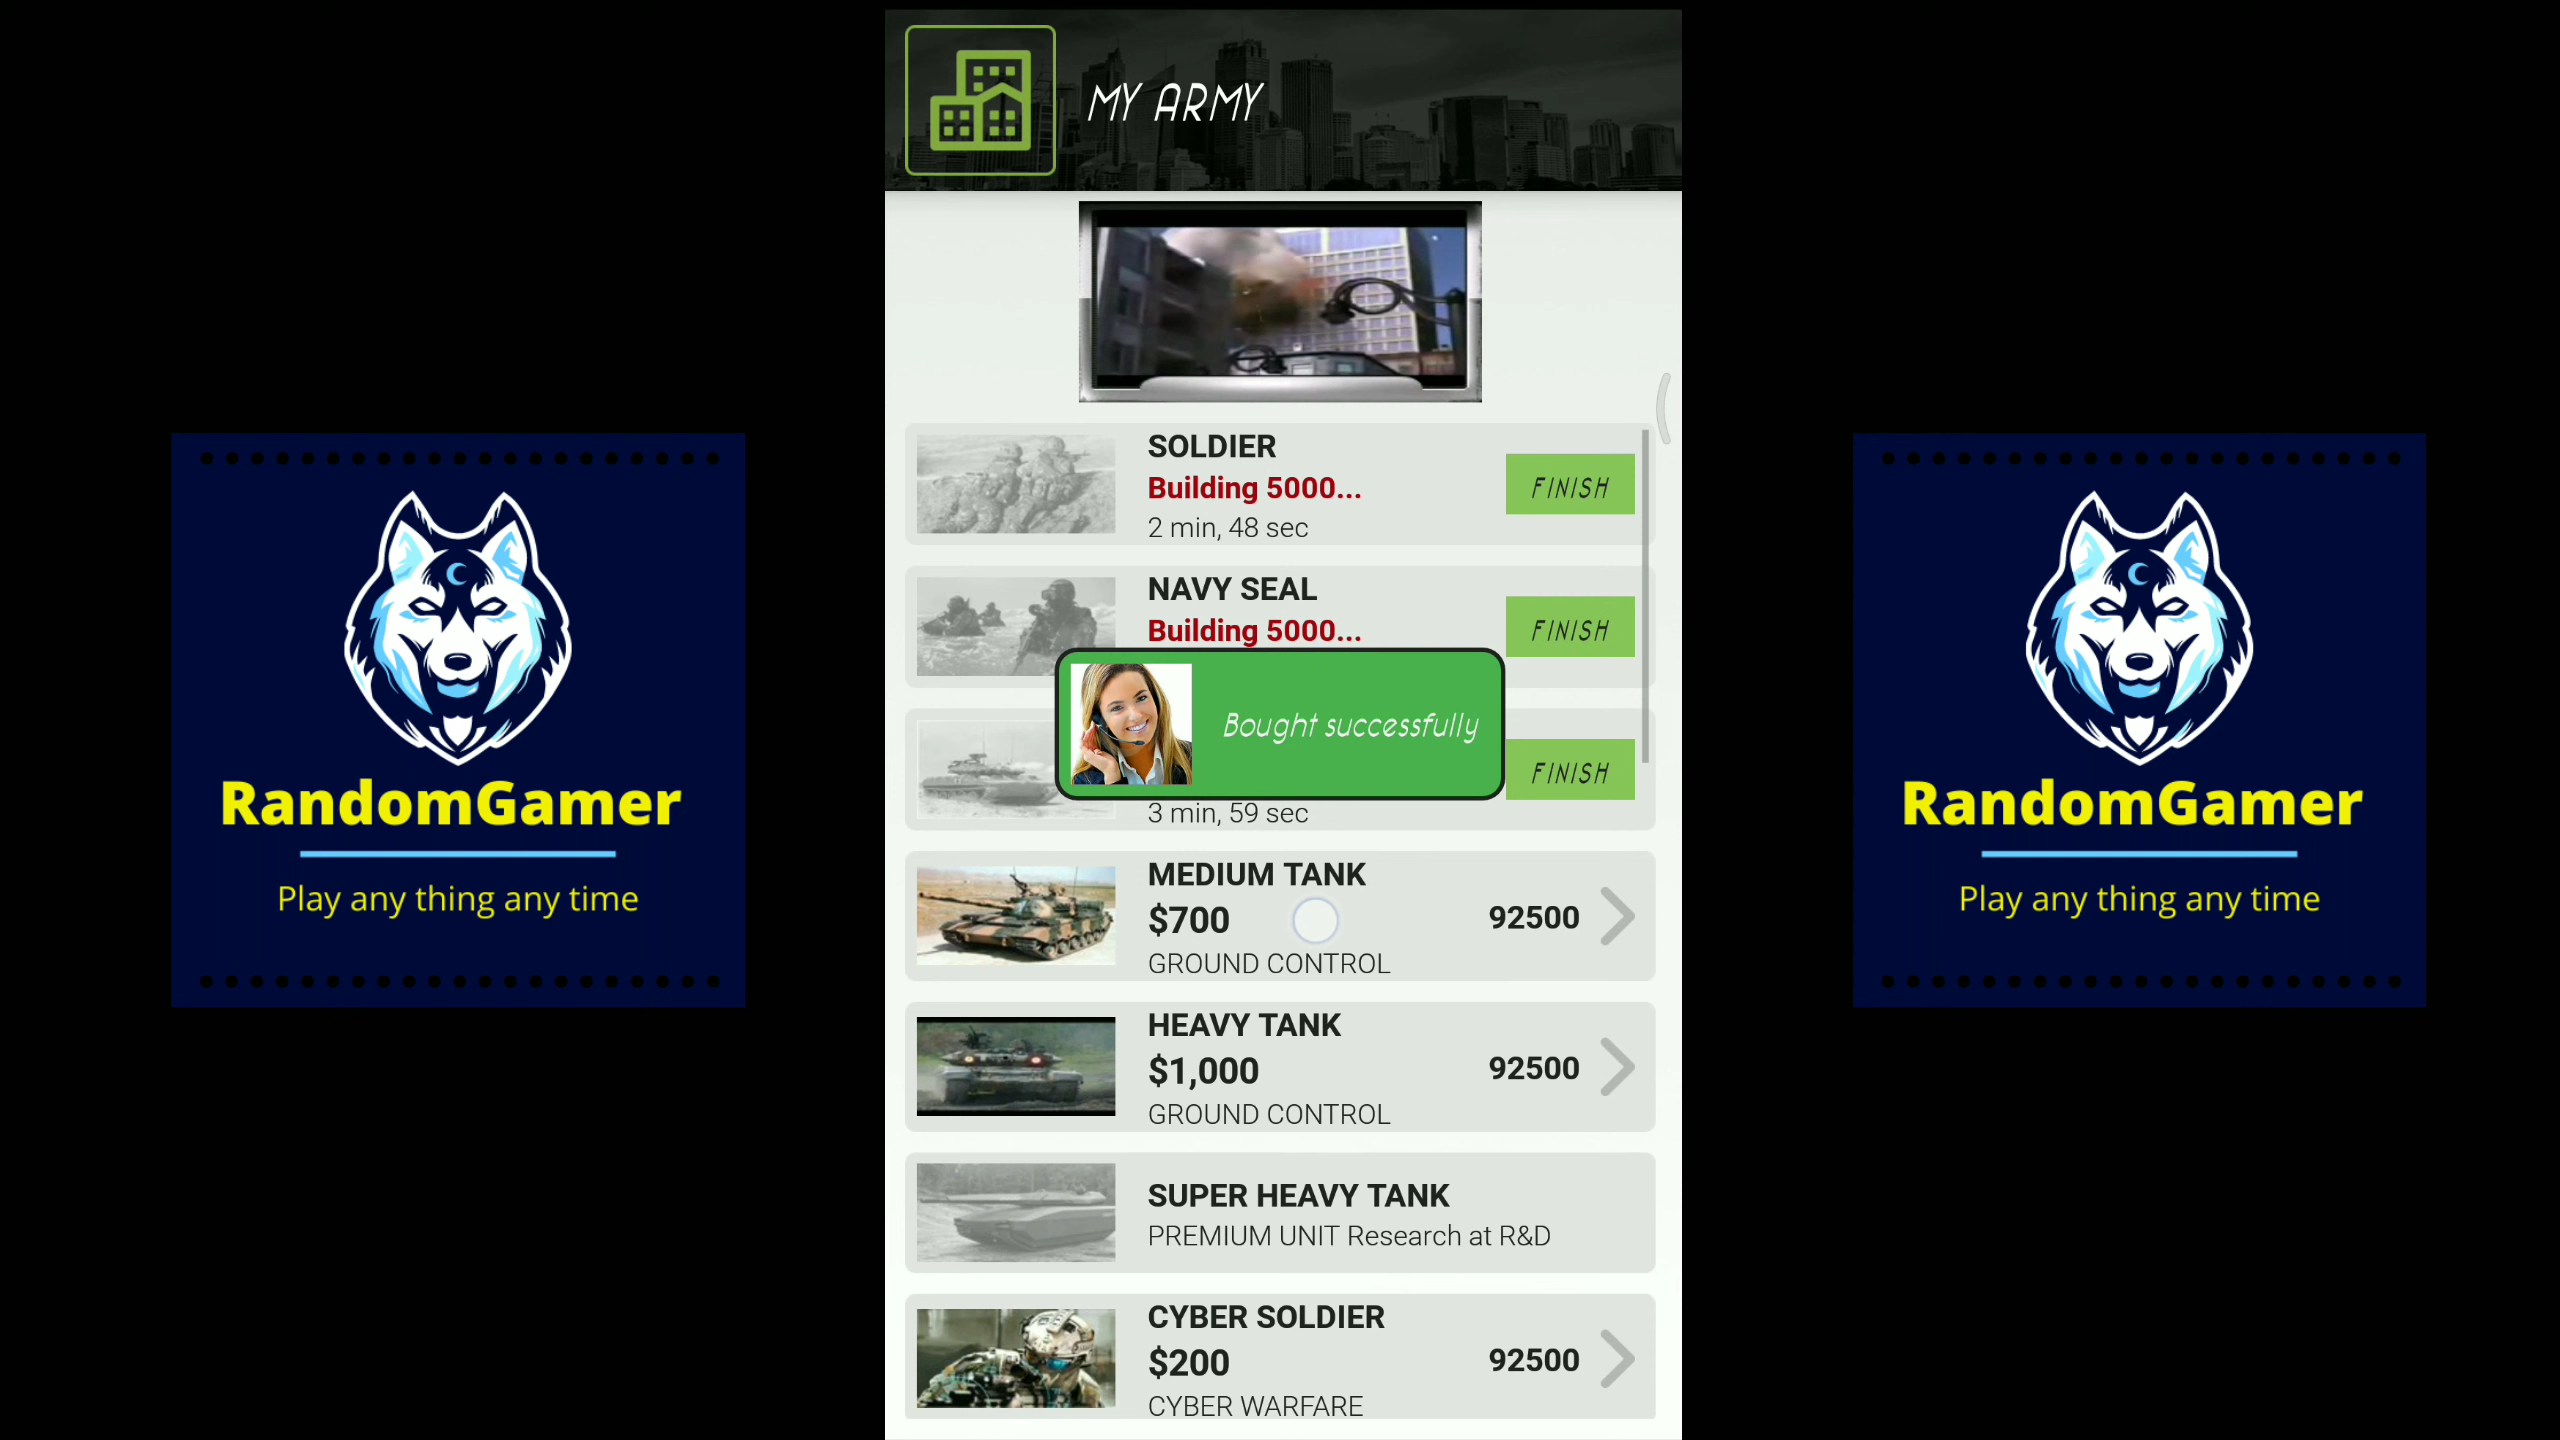 MY ARMY
SOLDIER
Building 5000...
2 min, 48 sec
FINISH
NAVY SEAL
Building 5000...
FINISH
Bought successfully
FINISH
3 min, 59 sec
MEDIUM TANK
$700
92500
GROUND CONTROL
HEAVY TANK
$1,000
92500
GROUND CONTROL
SUPER HEAVY TANK
PREMIUM UNIT Research at R&D
CYBER SOLDIER
$200
92500
CYBER WARFARE
RandomGamer
Play any thing any time
RandomGamer
Play any thing any time